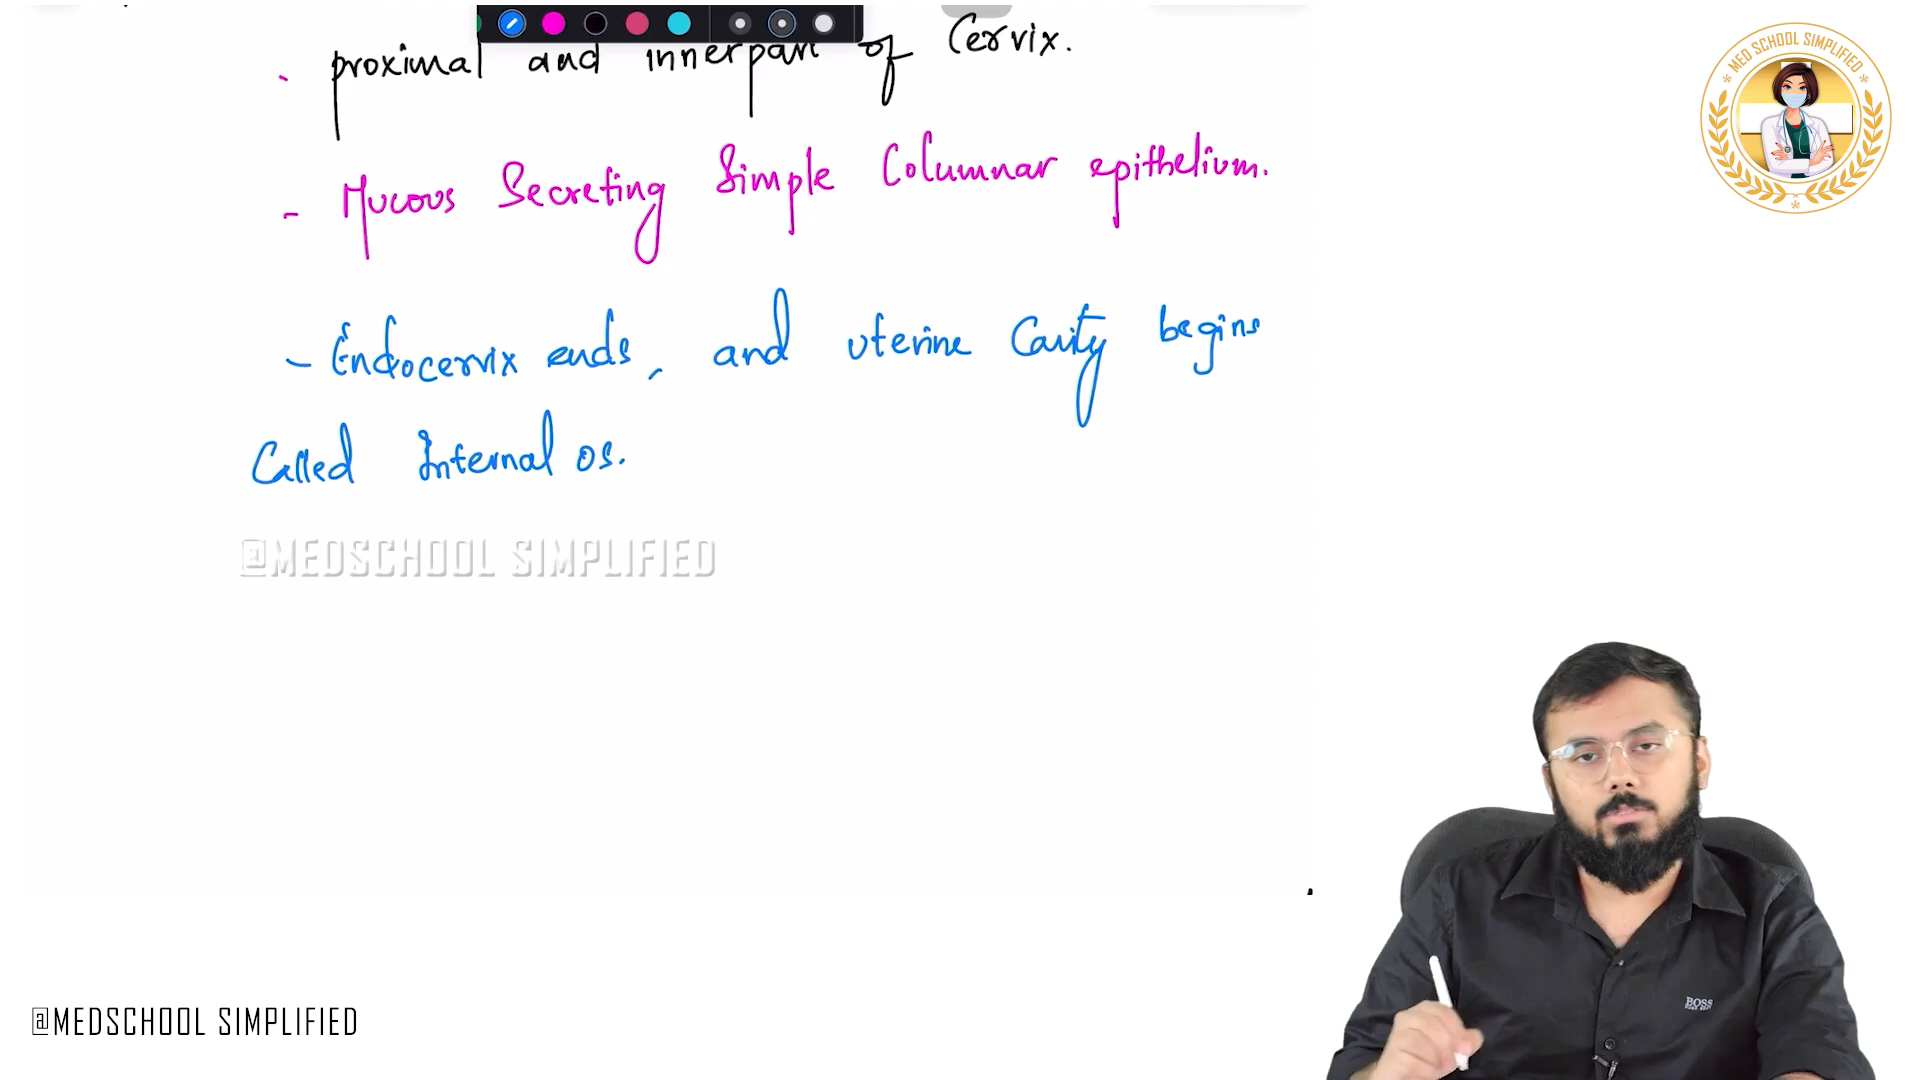 proximal and innerpart of Cervix.
- Mucous Secreting Simple Columnar epithelium.
- Endocervix ends, and uterine Cavity begins
Called Internal os.
@MEDSCHOOL SIMPLIFIED
MED SCHOOL SIMPLIFIED
BOSS
@MEDSCHOOL SIMPLIFIED